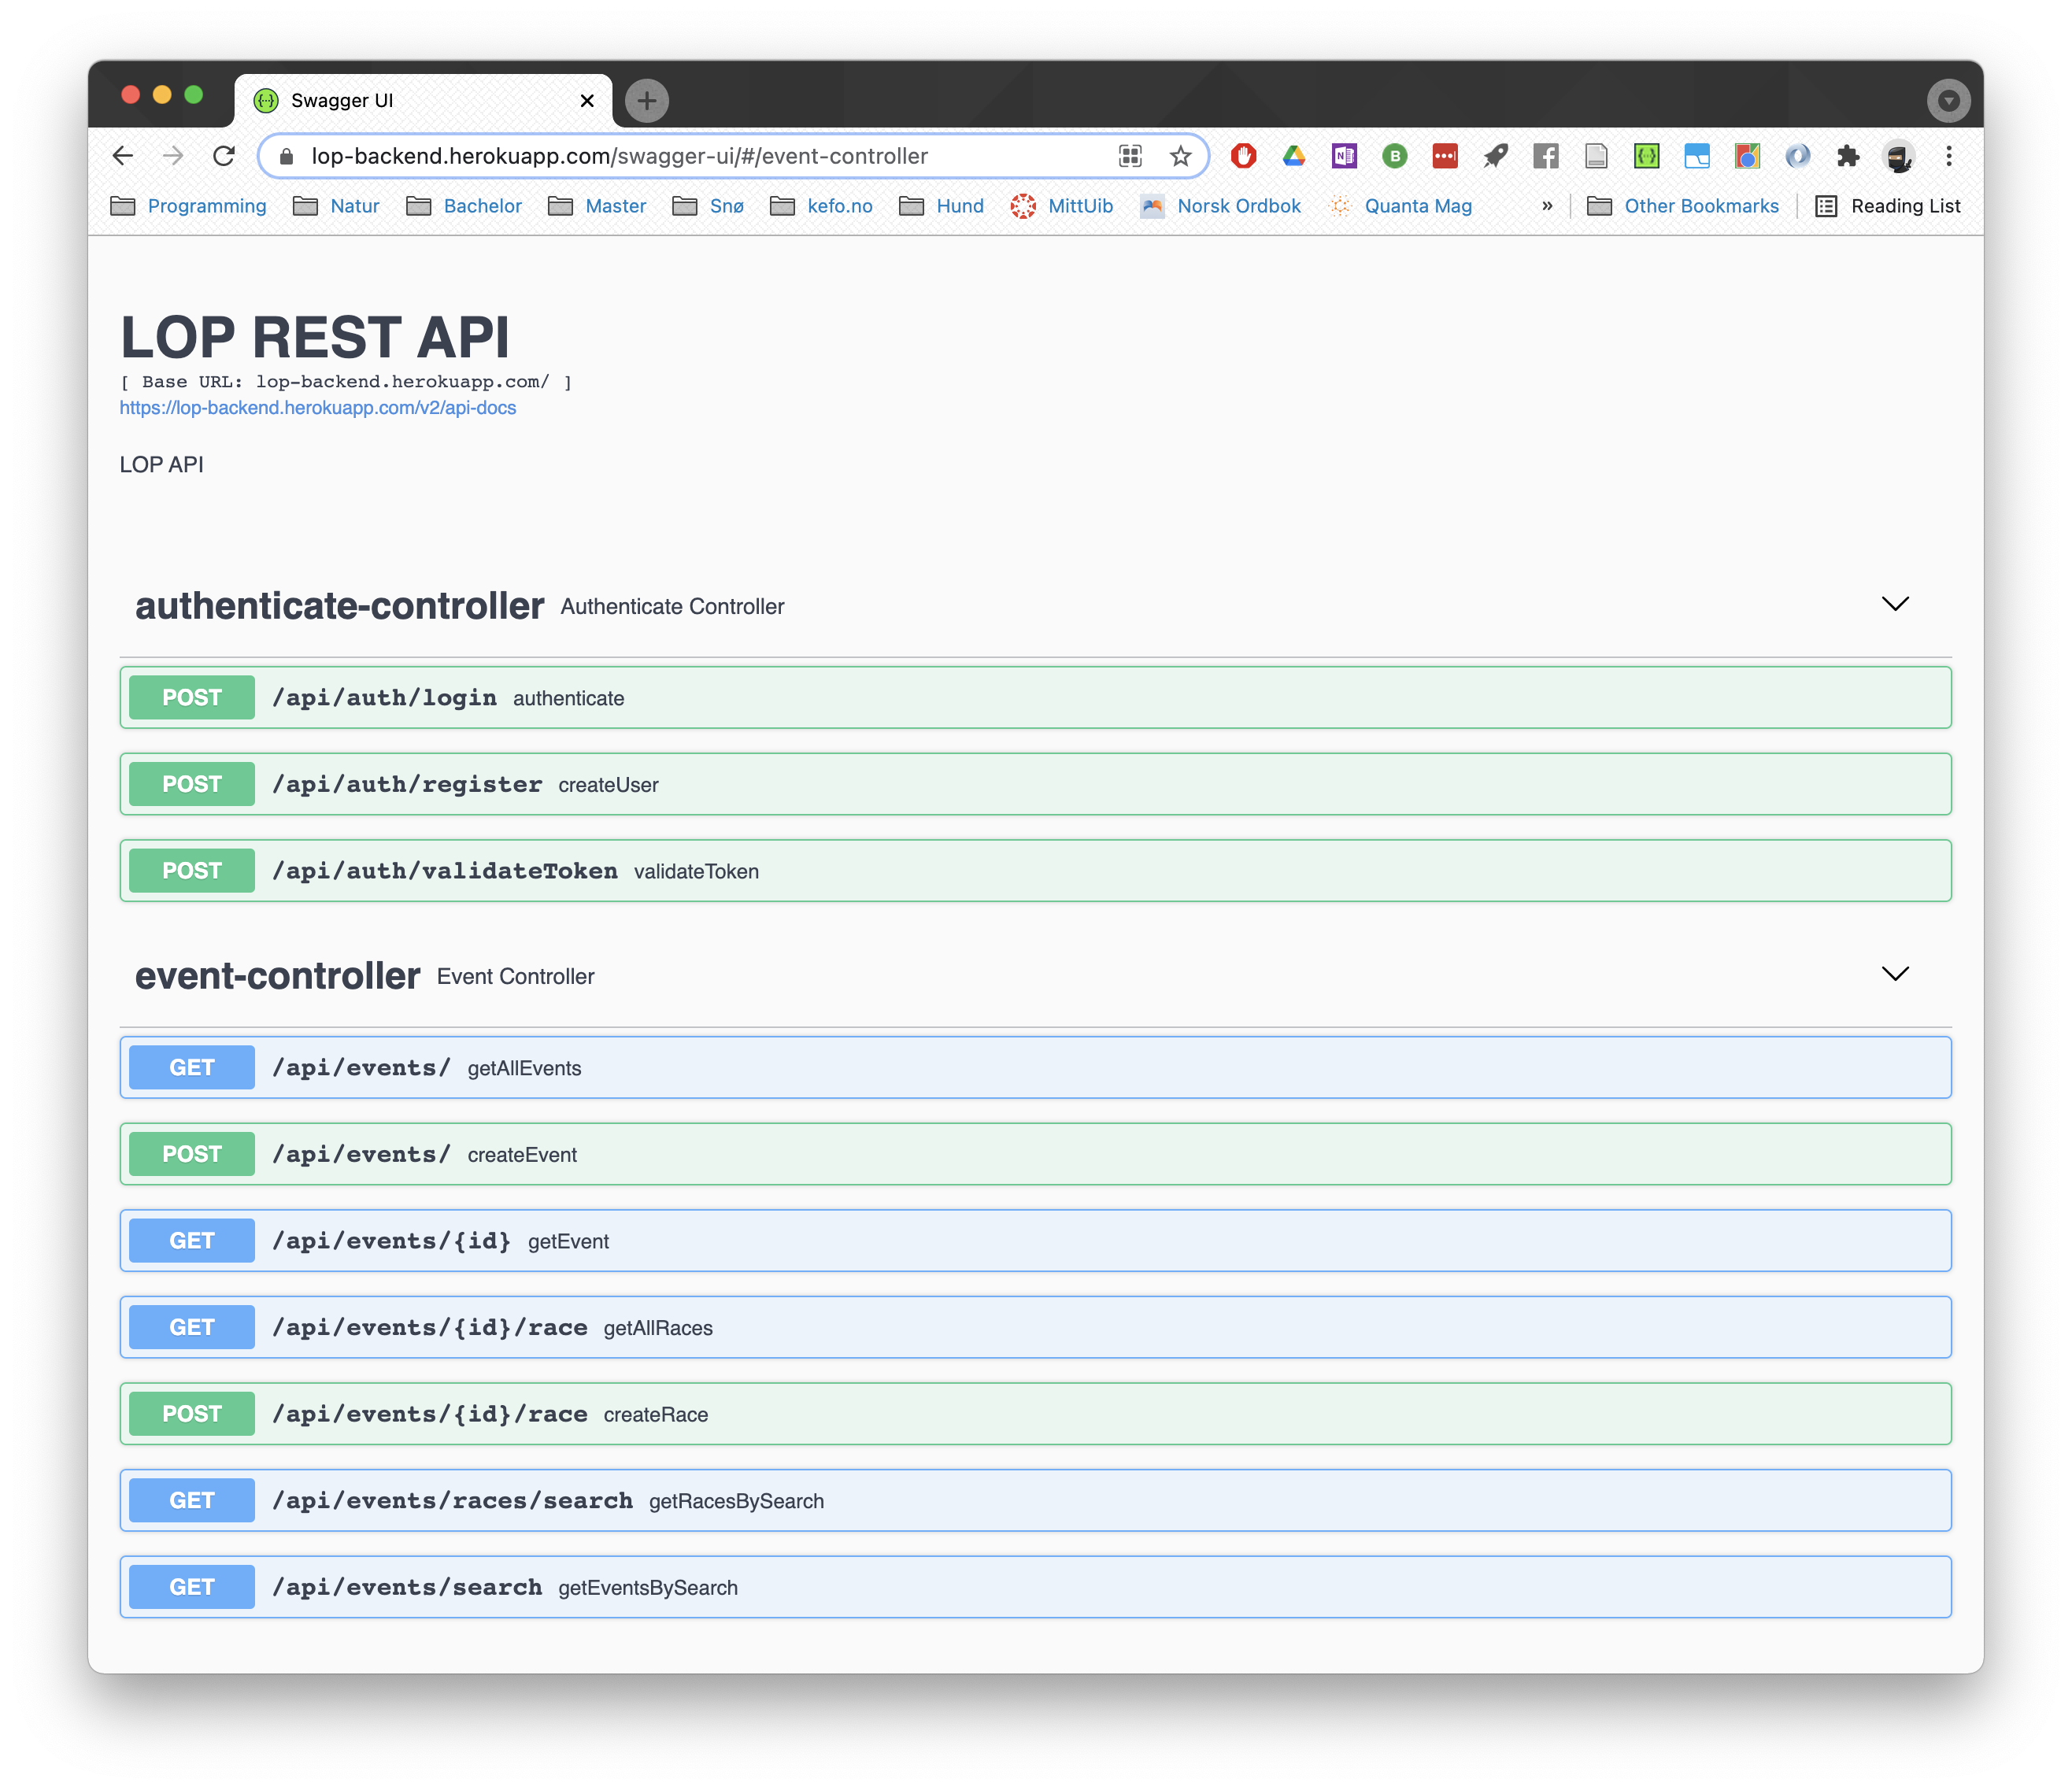 Swagger UI
lop-backend.herokuapp.com/swagger-ui/#/event-controller
Programming Natur Bachelor Master Snø kefo.no Hund MittUib Norsk Ordbok Quanta Mag » Other Bookmarks Reading List
LOP REST API
[ Base URL: lop-backend.herokuapp.com/ ]
https://lop-backend.herokuapp.com/v2/api-docs
LOP API
authenticate-controller Authenticate Controller
POST /api/auth/login authenticate
POST /api/auth/register createUser
POST /api/auth/validateToken validateToken
event-controller Event Controller
GET /api/events/ getAllEvents
POST /api/events/ createEvent
GET /api/events/{id} getEvent
GET /api/events/{id}/race getAllRaces
POST /api/events/{id}/race createRace
GET /api/events/races/search getRacesBySearch
GET /api/events/search getEventsBySearch